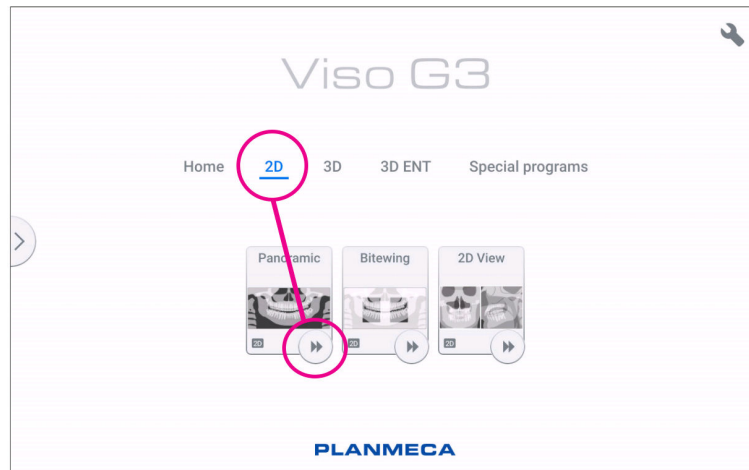 Viso G3
Home 2D 3D 3D ENT Special programs
Panoramic Bitewing 2D View
2D 2D 2D
PLANMECA